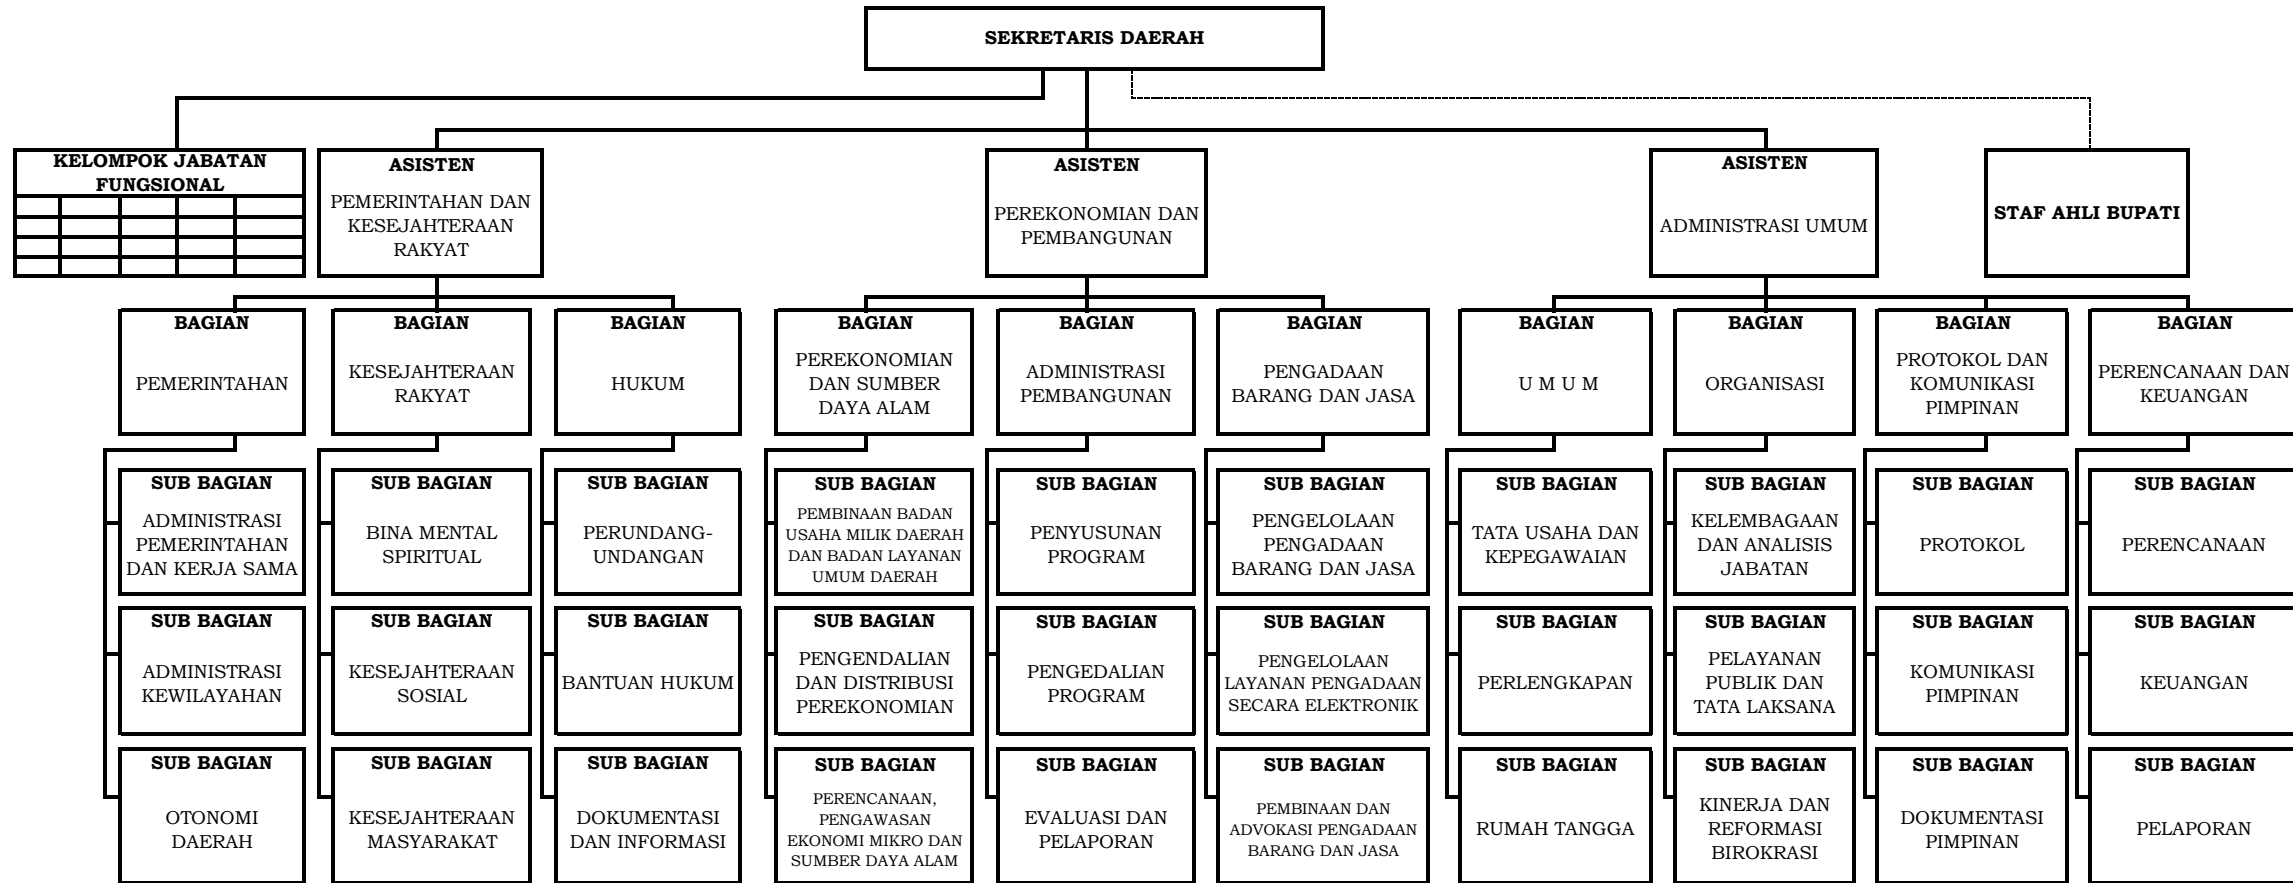 SEKRETARIS DAERAH
KELOMPOK JABATAN
FUNGSIONAL
ASISTEN
PEMERINTAHAN DAN
KESEJAHTERAAN
RAKYAT
ASISTEN
PEREKONOMIAN DAN
PEMBANGUNAN
ASISTEN
ADMINISTRASI UMUM
STAF AHLI BUPATI
BAGIAN
PEMERINTAHAN
BAGIAN
KESEJAHTERAAN
RAKYAT
BAGIAN
HUKUM
BAGIAN
PEREKONOMIAN
DAN SUMBER
DAYA ALAM
BAGIAN
ADMINISTRASI
PEMBANGUNAN
BAGIAN
PENGADAAN
BARANG DAN JASA
BAGIAN
U M U M
BAGIAN
ORGANISASI
BAGIAN
PROTOKOL DAN
KOMUNIKASI
PIMPINAN
BAGIAN
PERENCANAAN DAN
KEUANGAN
SUB BAGIAN
ADMINISTRASI
PEMERINTAHAN
DAN KERJA SAMA
SUB BAGIAN
BINA MENTAL
SPIRITUAL
SUB BAGIAN
PERUNDANG-
UNDANGAN
SUB BAGIAN
PEMBINAAN BADAN
USAHA MILIK DAERAH
DAN BADAN LAYANAN
UMUM DAERAH
SUB BAGIAN
PENYUSUNAN
PROGRAM
SUB BAGIAN
PENGELOLAAN
PENGADAAN
BARANG DAN JASA
SUB BAGIAN
TATA USAHA DAN
KEPEGAWAIAN
SUB BAGIAN
KELEMBAGAAN
DAN ANALISIS
JABATAN
SUB BAGIAN
PROTOKOL
SUB BAGIAN
PERENCANAAN
SUB BAGIAN
ADMINISTRASI
KEWILAYAHAN
SUB BAGIAN
KESEJAHTERAAN
SOSIAL
SUB BAGIAN
BANTUAN HUKUM
SUB BAGIAN
PENGENDALIAN
DAN DISTRIBUSI
PEREKONOMIAN
SUB BAGIAN
PENGEDALIAN
PROGRAM
SUB BAGIAN
PENGELOLAAN
LAYANAN PENGADAAN
SECARA ELEKTRONIK
SUB BAGIAN
PERLENGKAPAN
SUB BAGIAN
PELAYANAN
PUBLIK DAN
TATA LAKSANA
SUB BAGIAN
KOMUNIKASI
PIMPINAN
SUB BAGIAN
KEUANGAN
SUB BAGIAN
OTONOMI
DAERAH
SUB BAGIAN
KESEJAHTERAAN
MASYARAKAT
SUB BAGIAN
DOKUMENTASI
DAN INFORMASI
SUB BAGIAN
PERENCANAAN,
PENGAWASAN
EKONOMI MIKRO DAN
SUMBER DAYA ALAM
SUB BAGIAN
EVALUASI DAN
PELAPORAN
SUB BAGIAN
PEMBINAAN DAN
ADVOKASI PENGADAAN
BARANG DAN JASA
SUB BAGIAN
RUMAH TANGGA
SUB BAGIAN
KINERJA DAN
REFORMASI
BIROKRASI
SUB BAGIAN
DOKUMENTASI
PIMPINAN
SUB BAGIAN
PELAPORAN